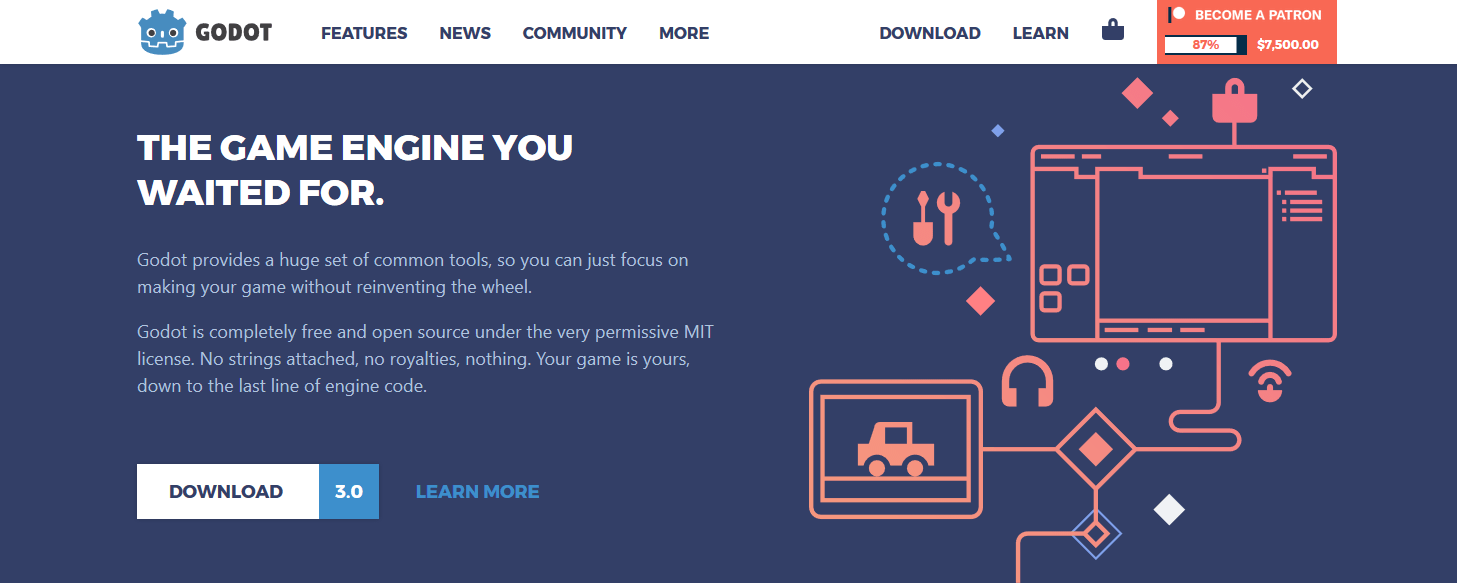 GODOT
FEATURES
NEWS
COMMUNITY
MORE
DOWNLOAD
LEARN
BECOME A PATRON
87%
$7,500.00
THE GAME ENGINE YOU
WAITED FOR.
Godot provides a huge set of common tools, so you can just focus on
making your game without reinventing the wheel.
Godot is completely free and open source under the very permissive MIT
license. No strings attached, no royalties, nothing. Your game is yours,
down to the last line of engine code.
DOWNLOAD
3.0
LEARN MORE